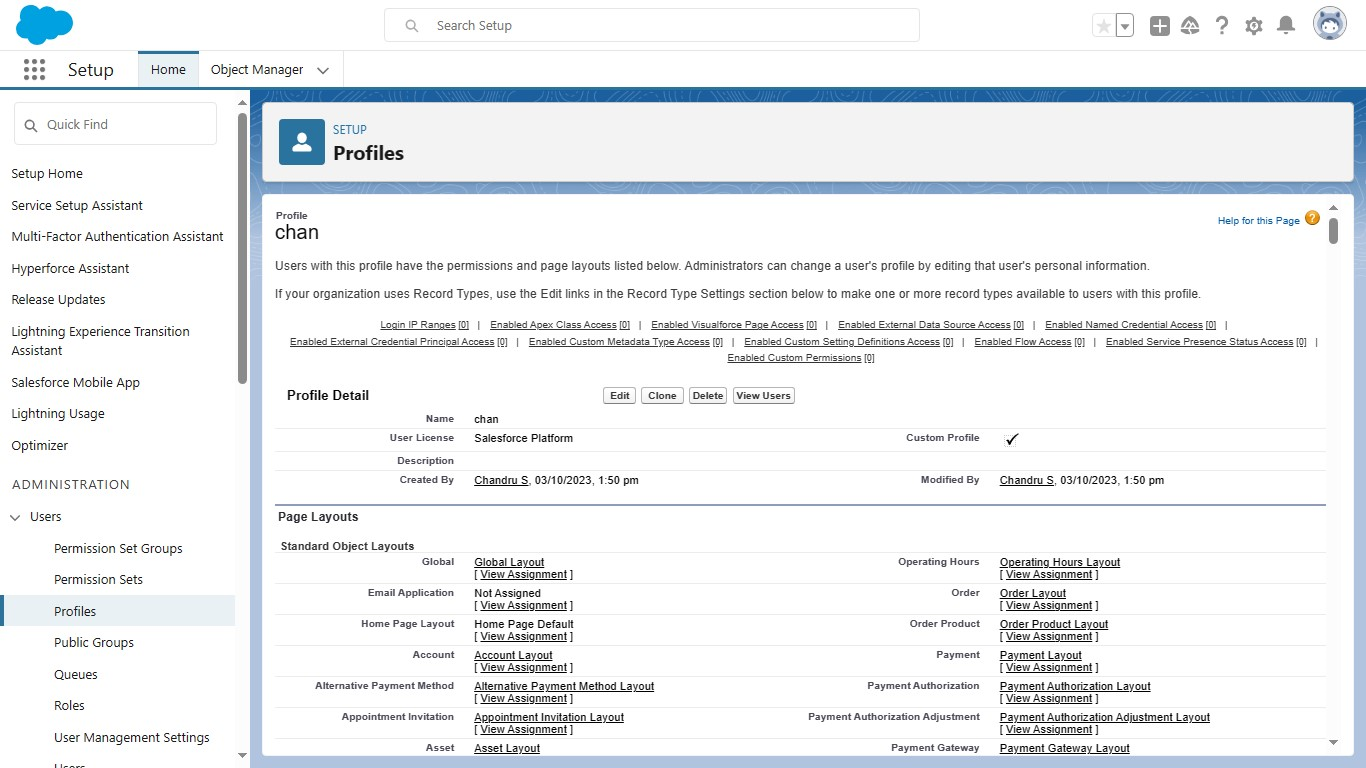 Search Setup
Setup
Home
Object Manager
Quick Find
Setup Home
Service Setup Assistant
Multi-Factor Authentication Assistant
Hyperforce Assistant
Release Updates
Lightning Experience Transition
Assistant
Salesforce Mobile App
Lightning Usage
Optimizer
ADMINISTRATION
Users
Permission Set Groups
Permission Sets
Profiles
Public Groups
Queues
Roles
User Management Settings
Users
SETUP
Profiles
Profile
chan
Help for this Page ?
Users with this profile have the permissions and page layouts listed below. Administrators can change a user's profile by editing that user's personal information.
If your organization uses Record Types, use the Edit links in the Record Type Settings section below to make one or more record types available to users with this profile.
Login IP Ranges [0] | Enabled Apex Class Access [0] | Enabled Visualforce Page Access [0] | Enabled External Data Source Access [0] | Enabled Named Credential Access [0] |
Enabled External Credential Principal Access [0] | Enabled Custom Metadata Type Access [0] | Enabled Custom Setting Definitions Access [0] | Enabled Flow Access [0] | Enabled Service Presence Status Access [0] |
Enabled Custom Permissions [0]
Profile Detail Edit Clone Delete View Users
Name chan
User License Salesforce Platform Custom Profile ✓
Description
Created By Chandru S, 03/10/2023, 1:50 pm Modified By Chandru S, 03/10/2023, 1:50 pm
Page Layouts
Standard Object Layouts
Global Global Layout Operating Hours Operating Hours Layout
[ View Assignment ] [ View Assignment ]
Email Application Not Assigned Order Order Layout
[ View Assignment ] [ View Assignment ]
Home Page Layout Home Page Default Order Product Order Product Layout
[ View Assignment ] [ View Assignment ]
Account Account Layout Payment Payment Layout
[ View Assignment ] [ View Assignment ]
Alternative Payment Method Alternative Payment Method Layout Payment Authorization Payment Authorization Layout
[ View Assignment ] [ View Assignment ]
Appointment Invitation Appointment Invitation Layout Payment Authorization Adjustment Payment Authorization Adjustment Layout
[ View Assignment ] [ View Assignment ]
Asset Asset Layout Payment Gateway Payment Gateway Layout